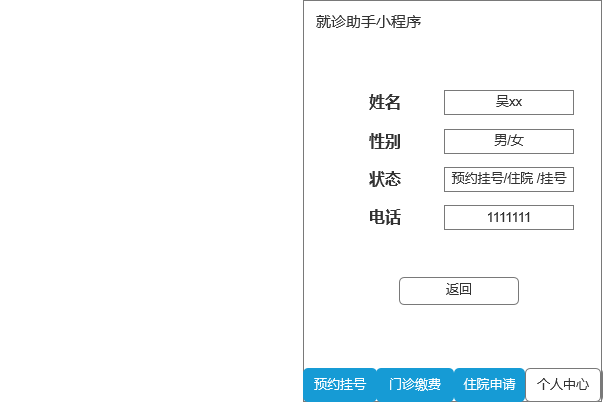 就诊助手小程序
姓名 吴xx
性别 男/女
状态 预约挂号/住院 /挂号
电话 1111111
返回
预约挂号 门诊缴费 住院申请 个人中心